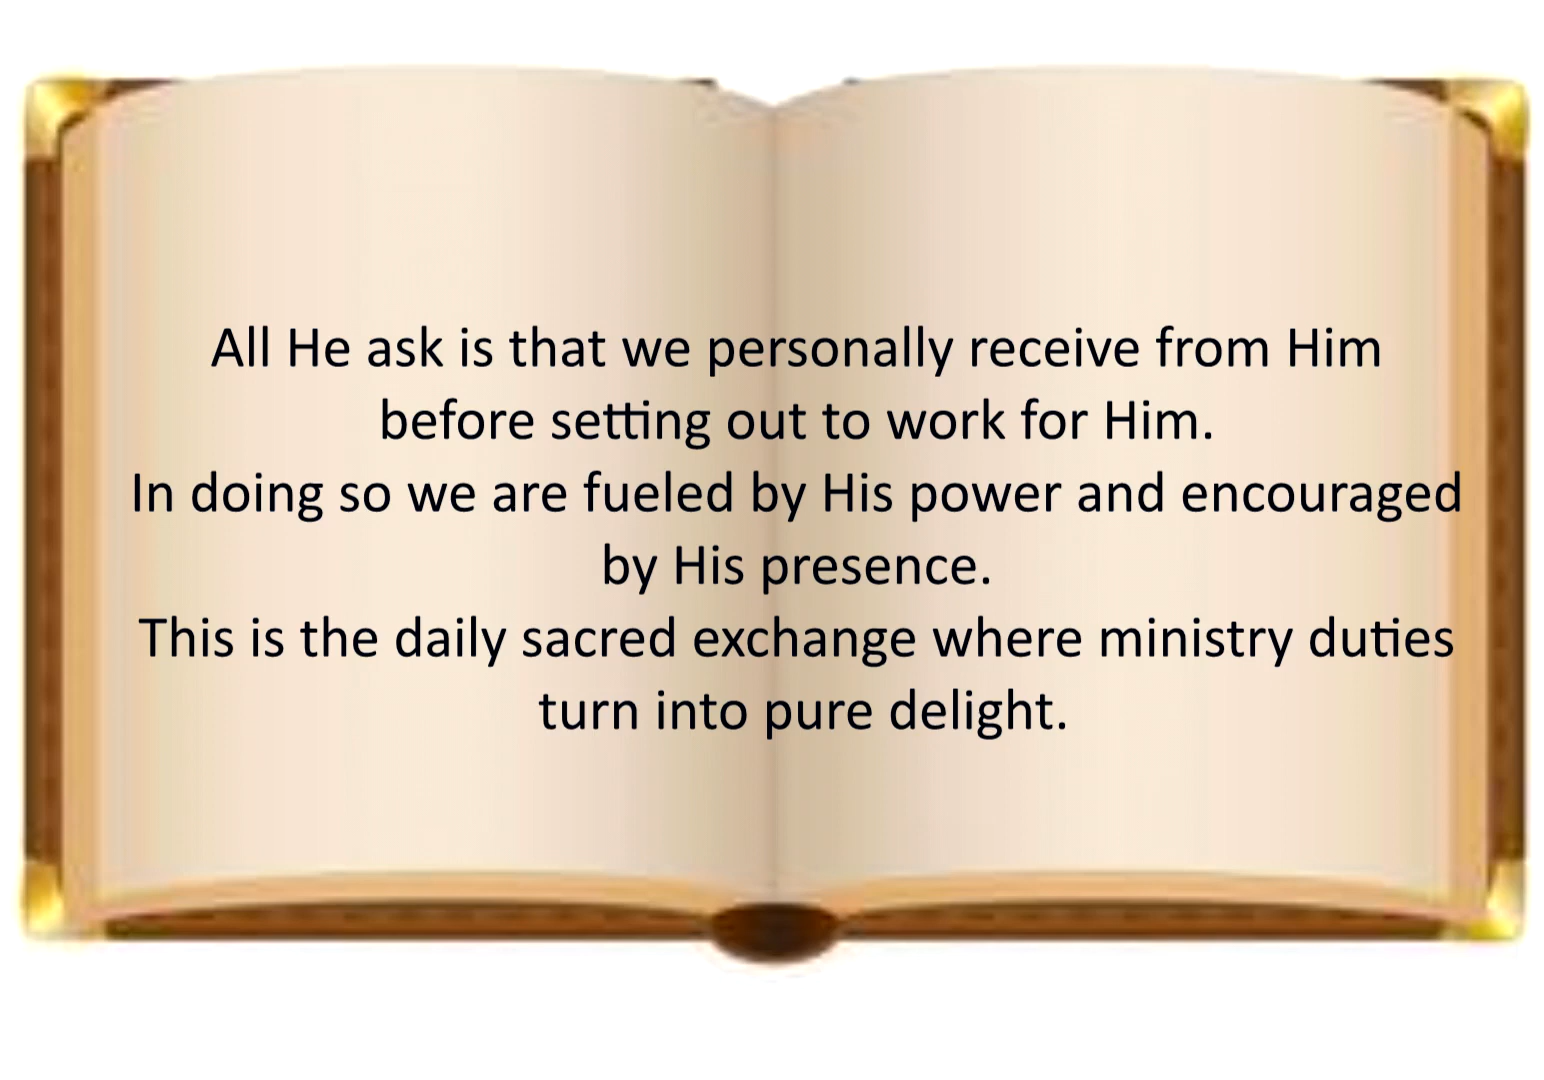 All He ask is that we personally receive from Him
before setting out to work for Him.
In doing so we are fueled by His power and encouraged
by His presence.
This is the daily sacred exchange where ministry duties
turn into pure delight.